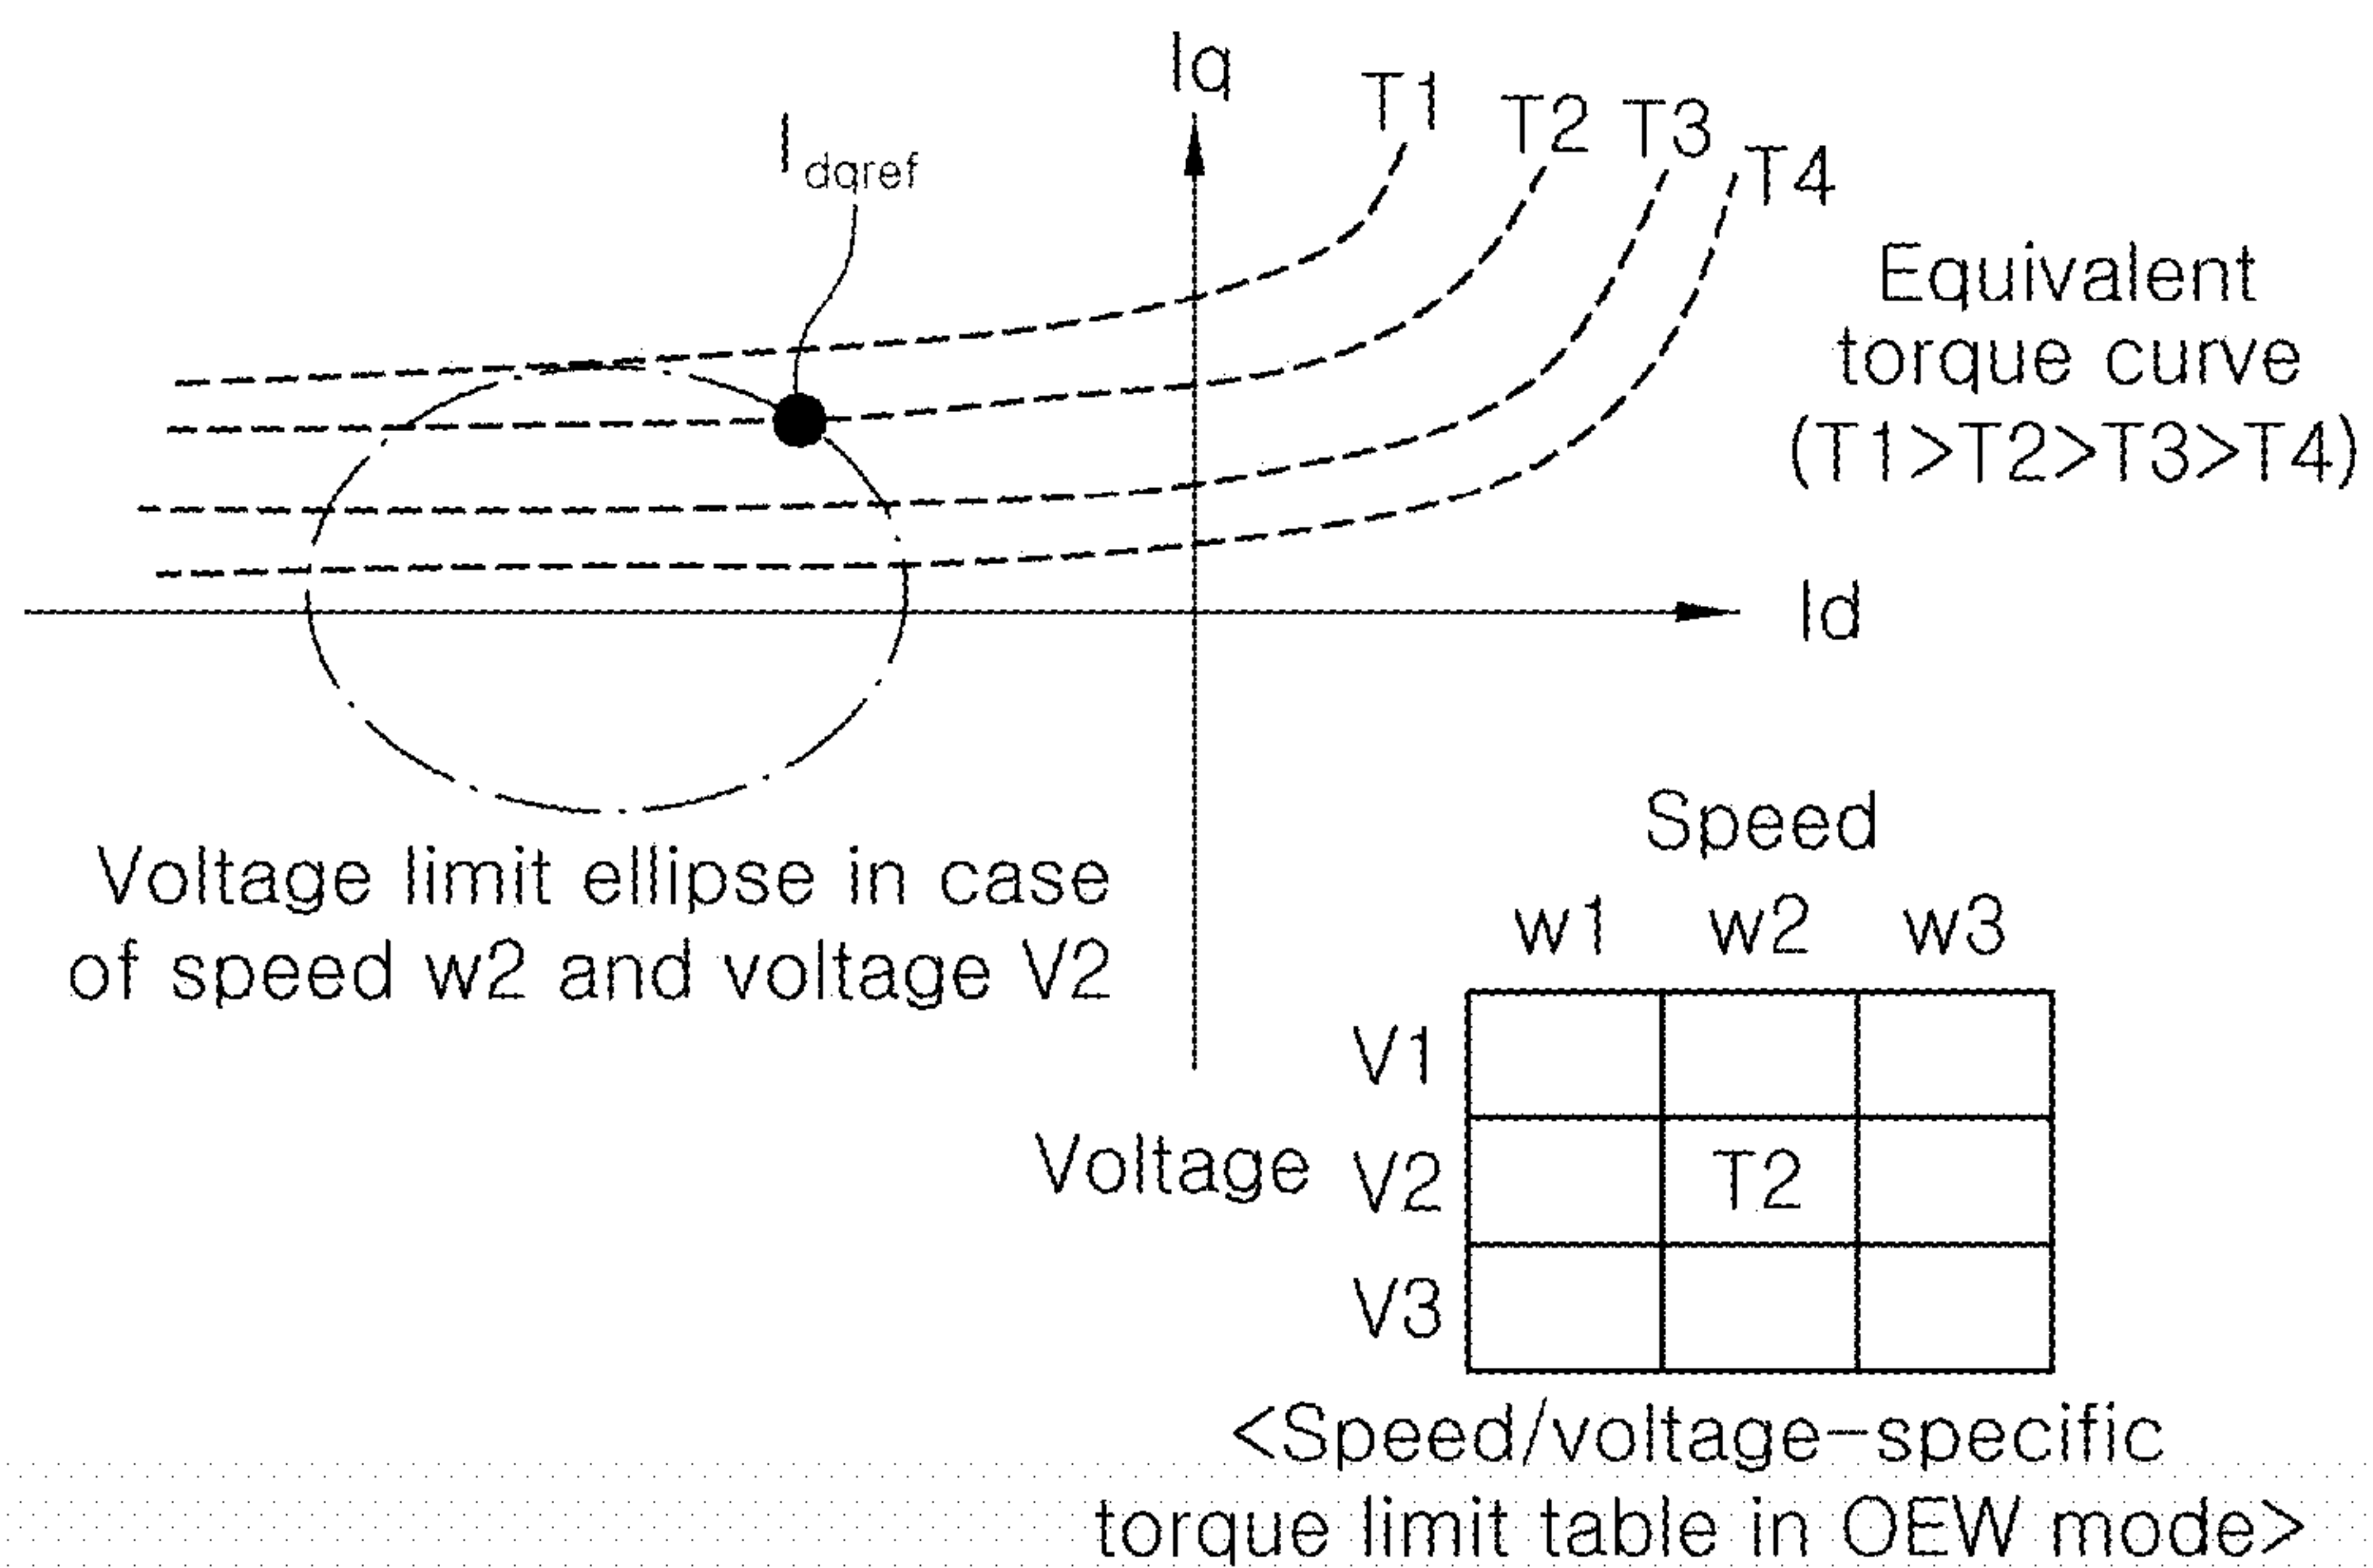 Iq
T1
T2
T3
T4
I dqref
Equivalent
torque curve
(T1>T2>T3>T4)
Id
Voltage limit ellipse in case
of speed w2 and voltage V2
Speed
w1 w2 w3
V1
Voltage V2 T2
V3
<Speed/voltage-specific
torque limit table in OEW mode>